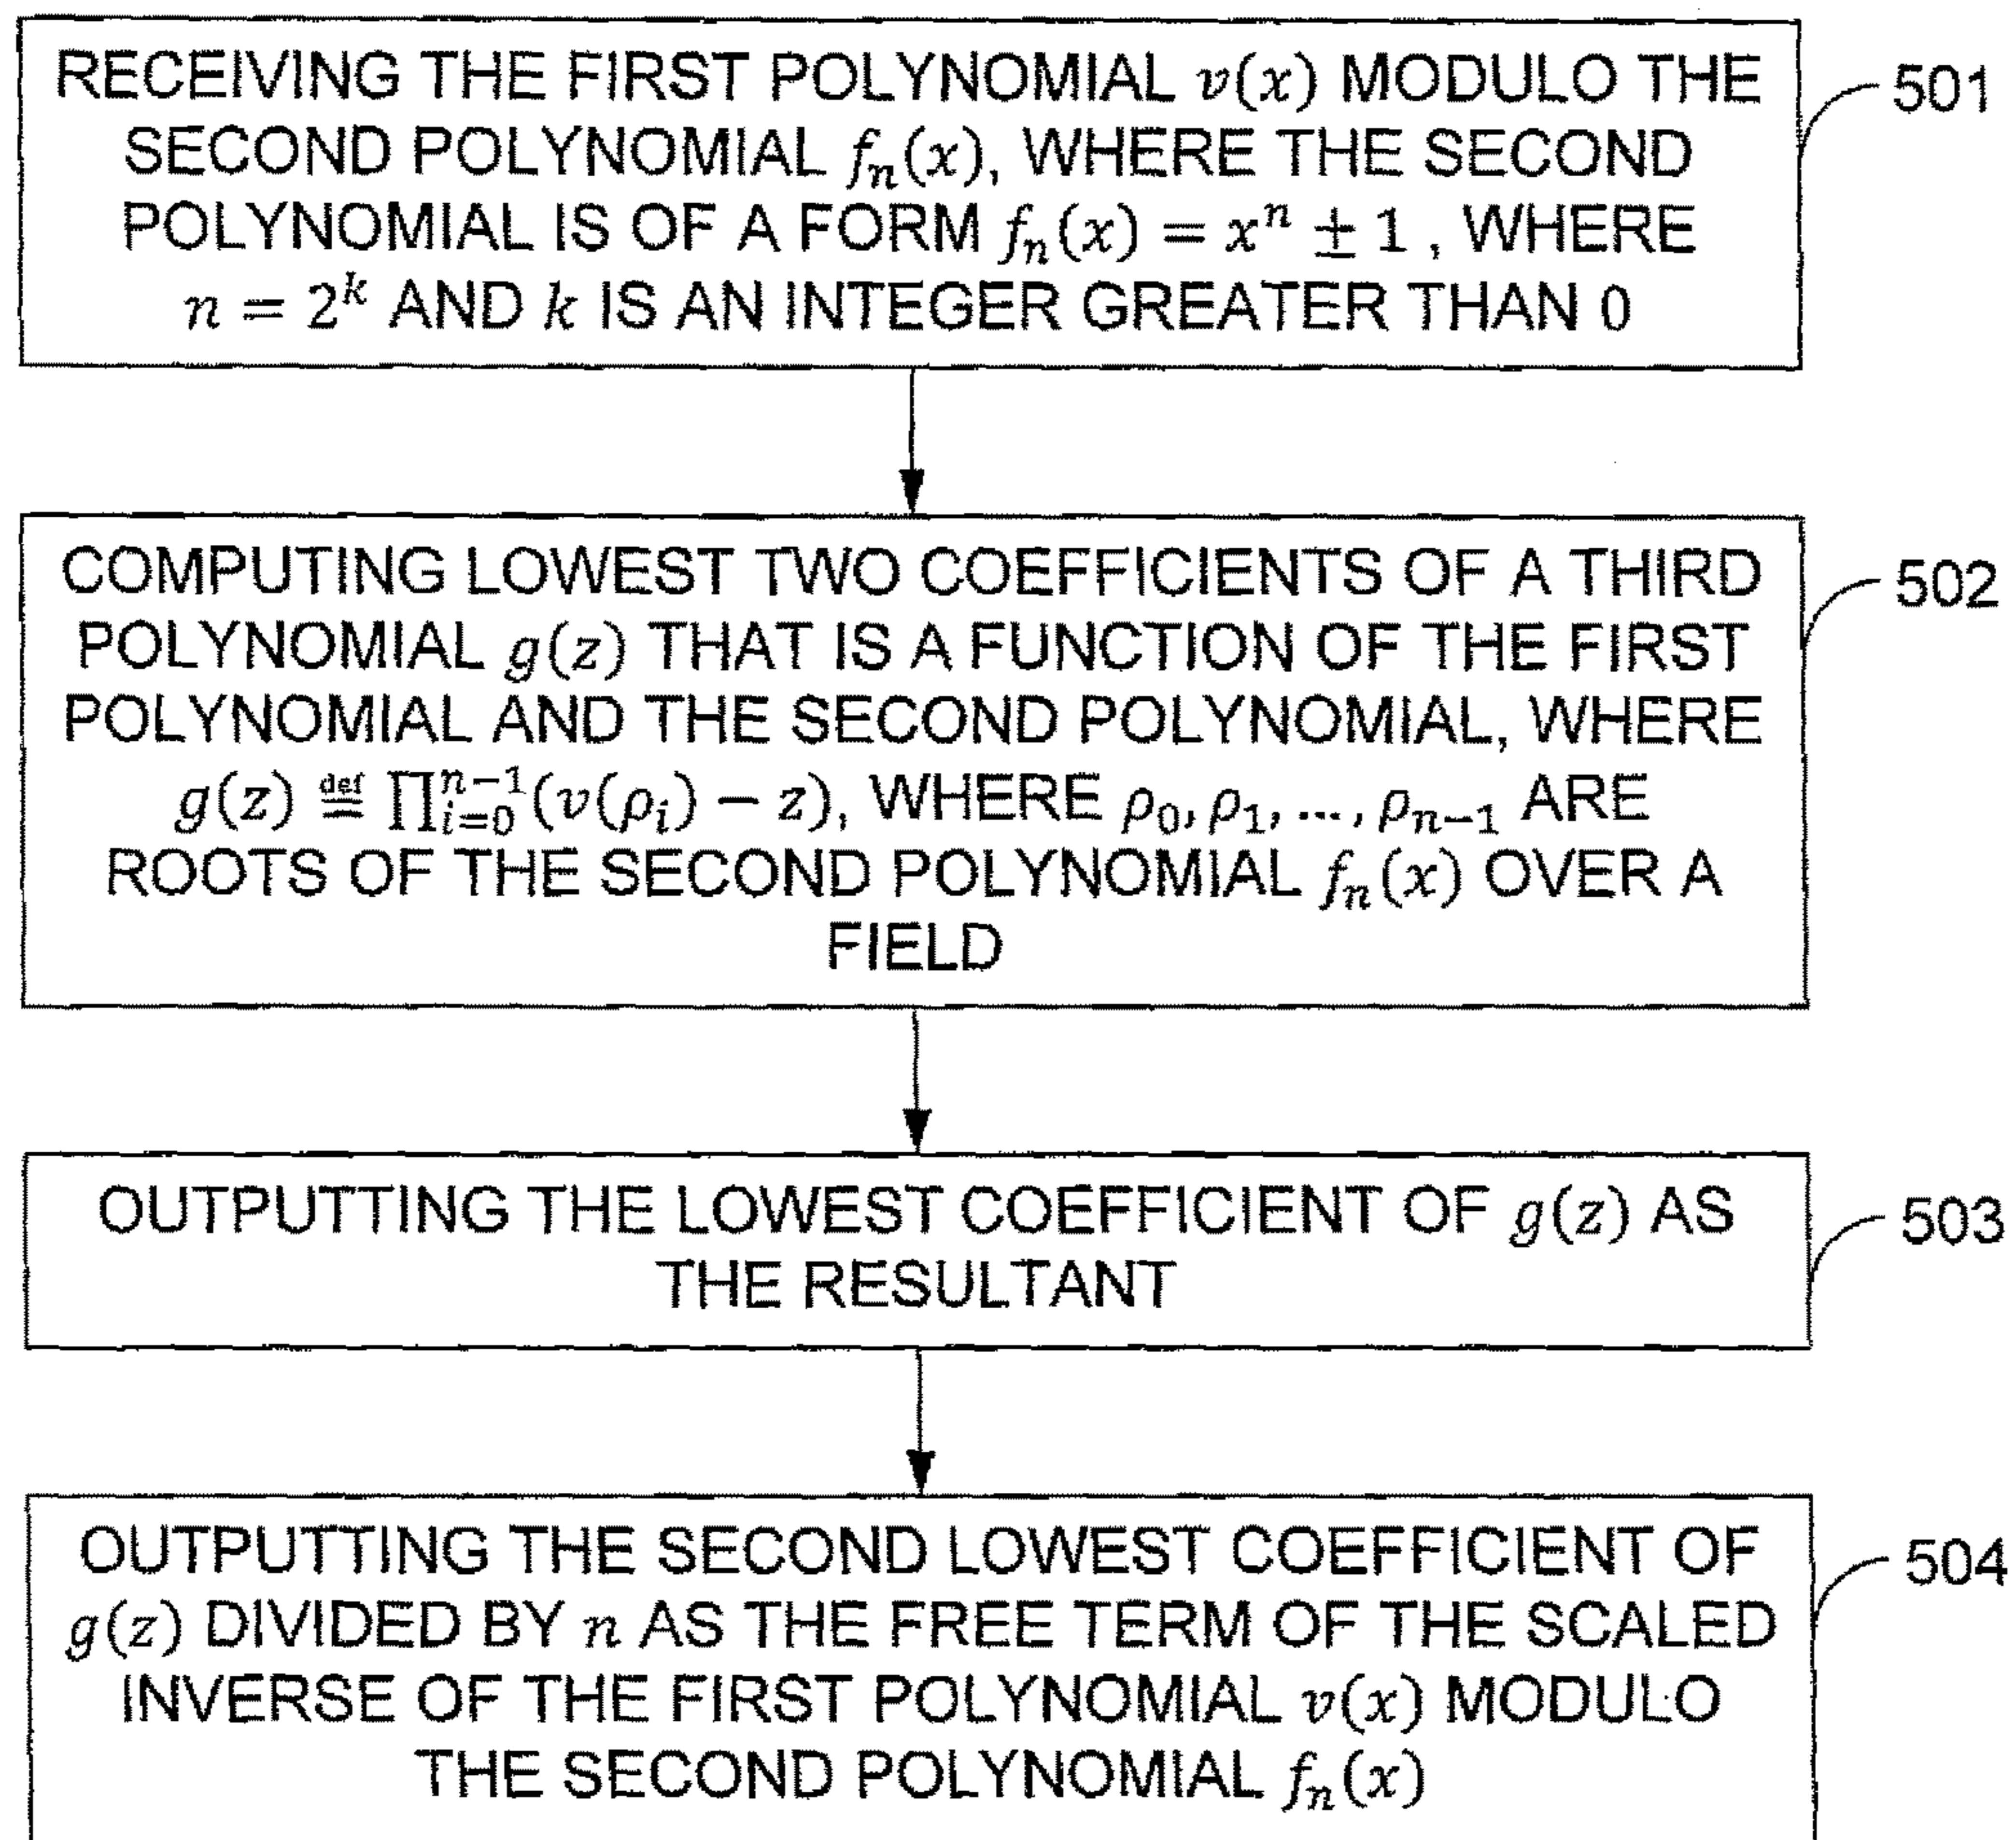 RECEIVING THE FIRST POLYNOMIAL v(x) MODULO THE
SECOND POLYNOMIAL fₙ(x), WHERE THE SECOND
POLYNOMIAL IS OF A FORM fₙ(x) = xⁿ ± 1 , WHERE
n = 2ᵏ AND k IS AN INTEGER GREATER THAN 0
501
COMPUTING LOWEST TWO COEFFICIENTS OF A THIRD
POLYNOMIAL g(z) THAT IS A FUNCTION OF THE FIRST
POLYNOMIAL AND THE SECOND POLYNOMIAL, WHERE
g(z) ≝ ∏ᵢ₌₀ⁿ⁻¹(v(ρᵢ) − z), WHERE ρ₀, ρ₁, ..., ρₙ₋₁ ARE
ROOTS OF THE SECOND POLYNOMIAL fₙ(x) OVER A
FIELD
502
OUTPUTTING THE LOWEST COEFFICIENT OF g(z) AS
THE RESULTANT
503
OUTPUTTING THE SECOND LOWEST COEFFICIENT OF
g(z) DIVIDED BY n AS THE FREE TERM OF THE SCALED
INVERSE OF THE FIRST POLYNOMIAL v(x) MODULO
THE SECOND POLYNOMIAL fₙ(x)
504